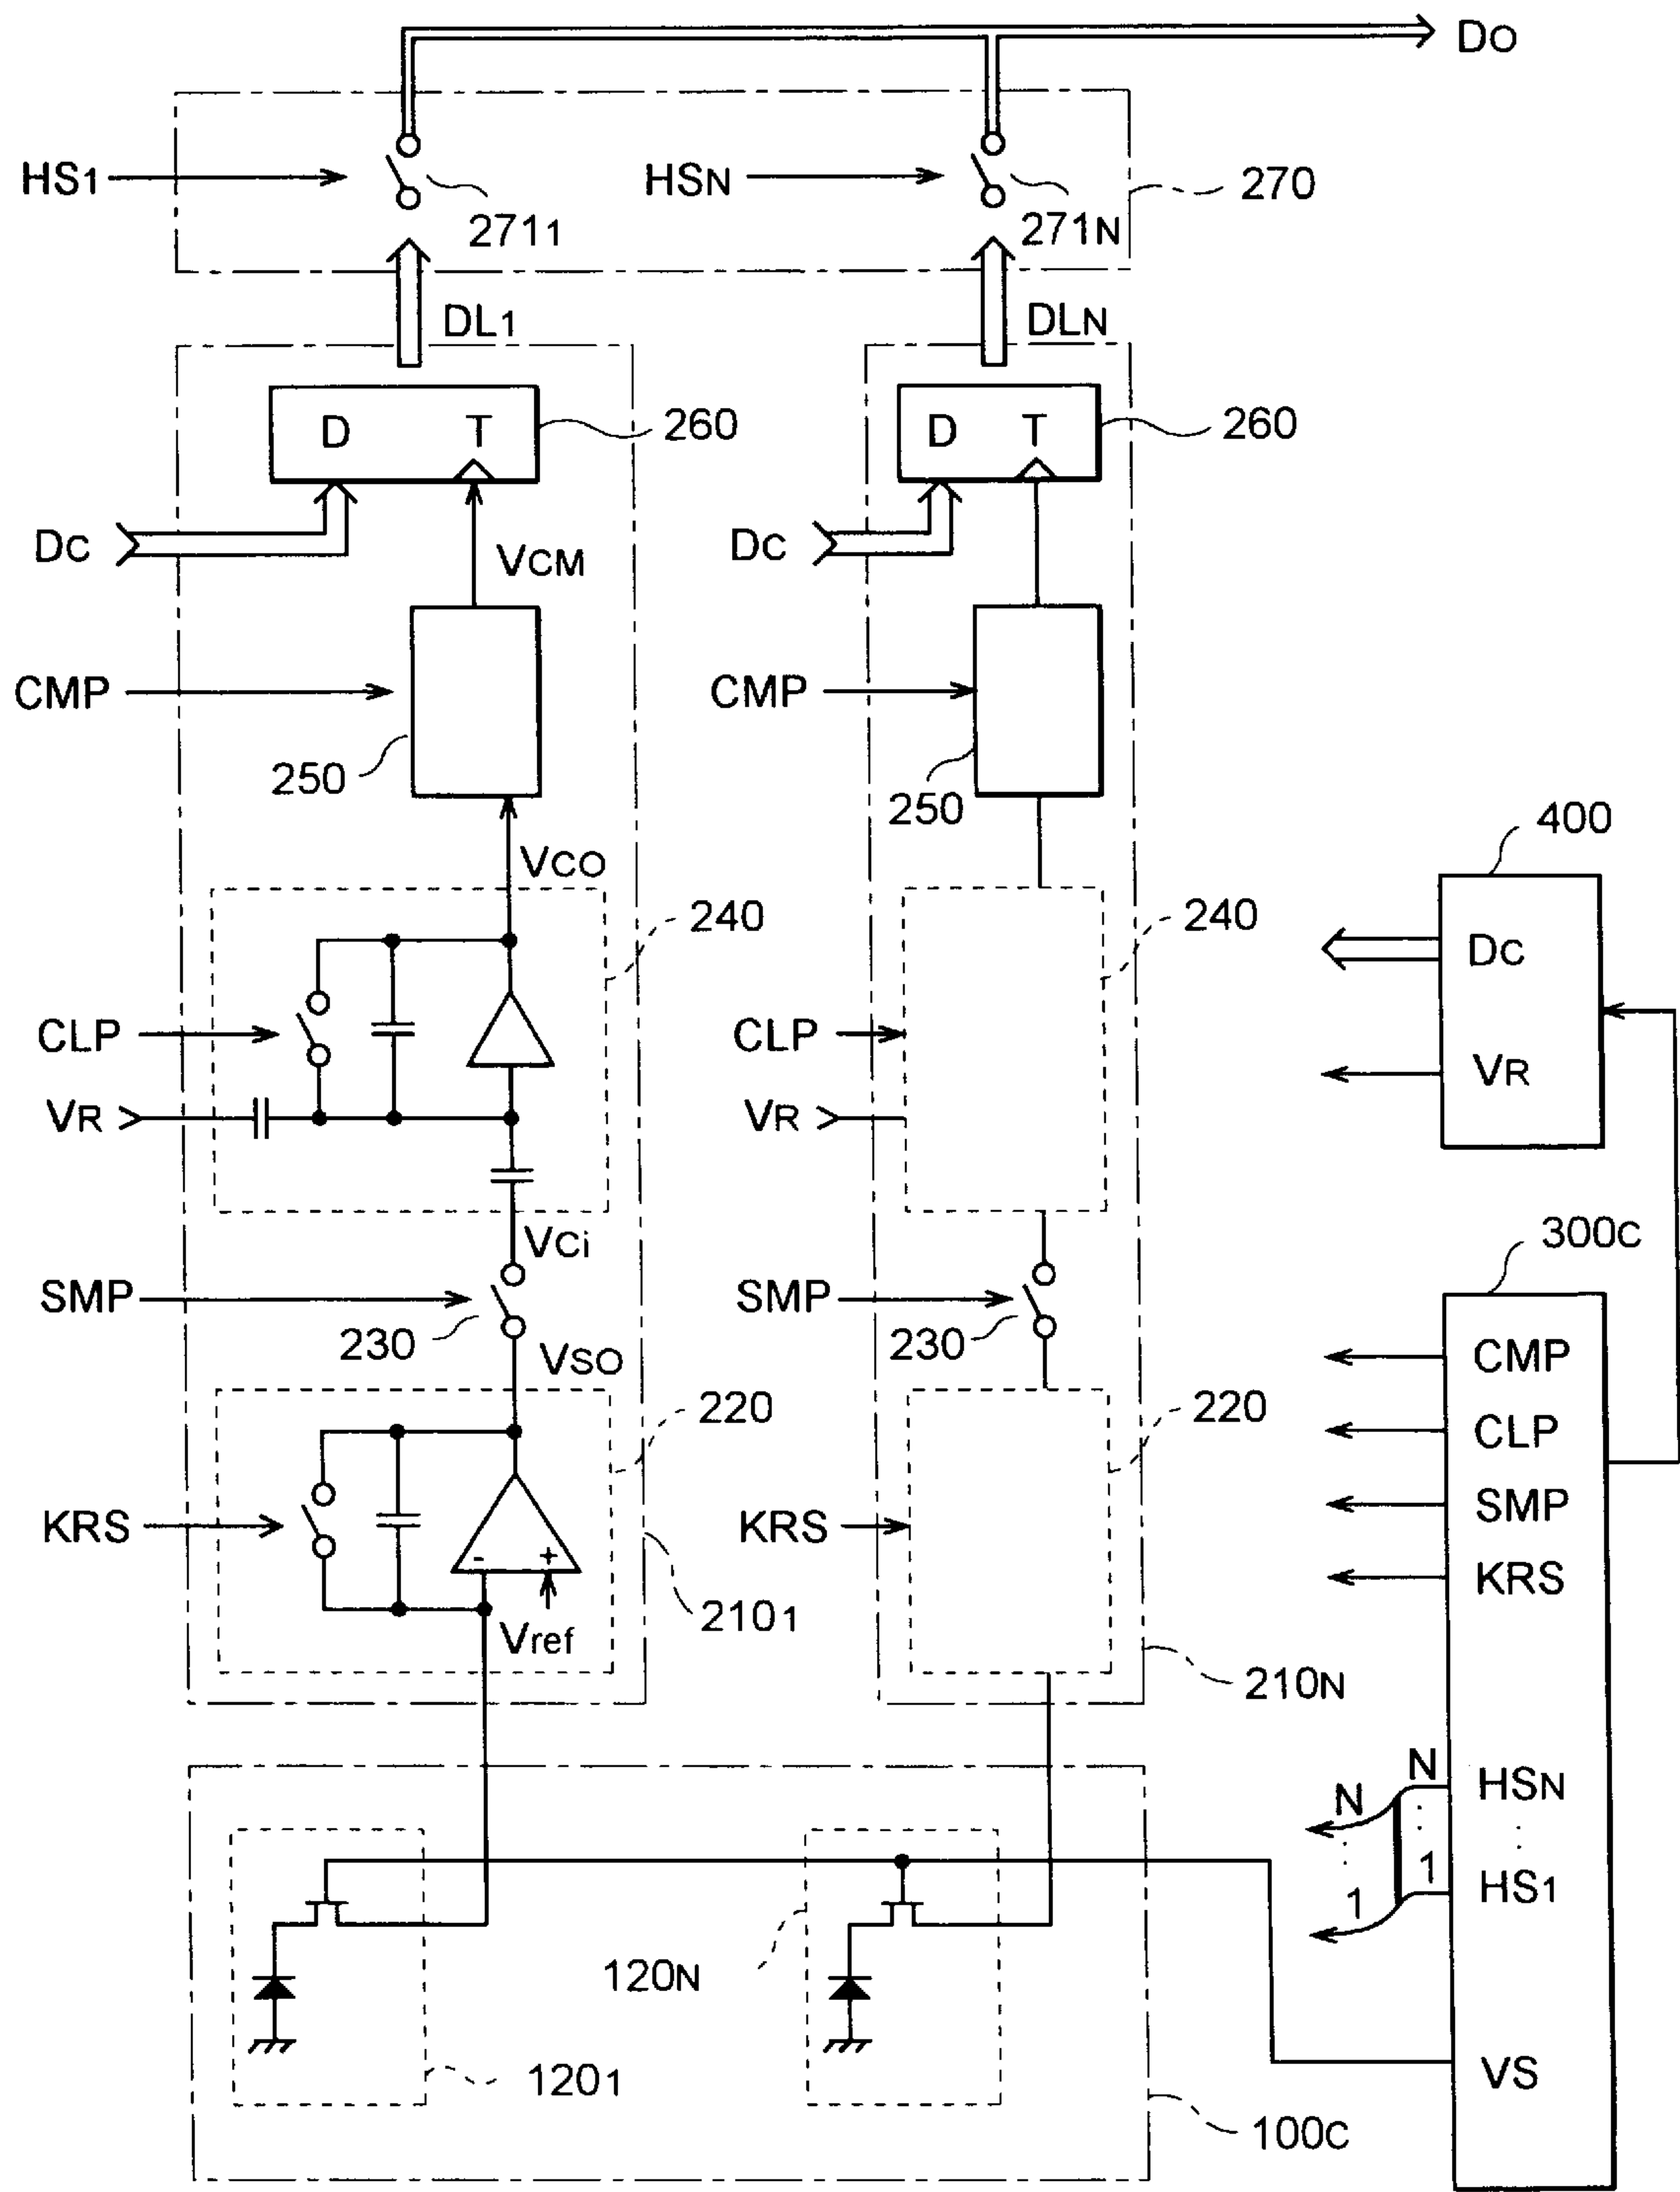 DO
HS1
HSN
270
2711
271N
DL1
DLN
D T
260
D T
260
DC
DC
VCM
CMP
CMP
250
250
400
VCO
240
240
DC
CLP
CLP
VR
VR
VR
VCi
300C
SMP
SMP
230
230
CMP
VSO
220
220
CLP
SMP
KRS
KRS
- +
KRS
2101
Vref
210N
N N HSN
1 1 HS1
120N
1201
VS
100C